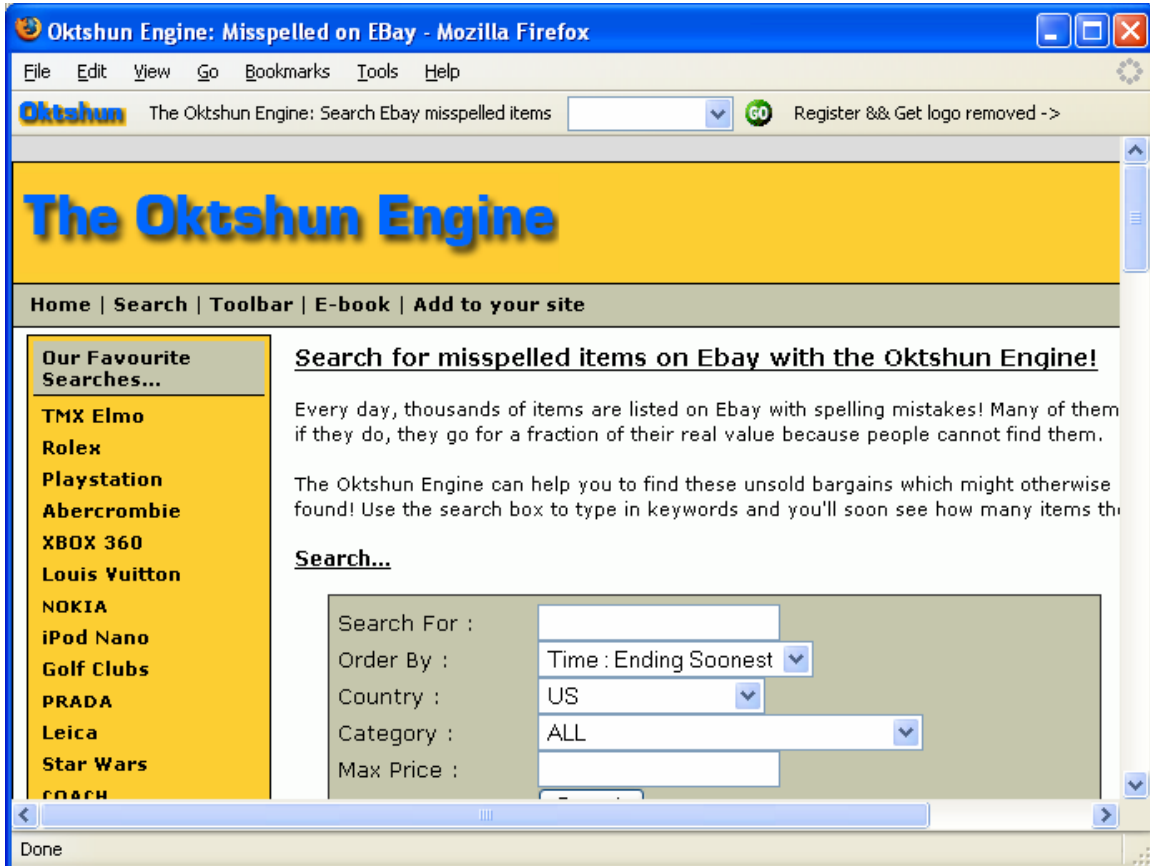 Oktshun Engine: Misspelled on EBay - Mozilla Firefox
File Edit View Go Bookmarks Tools Help
Oktshun The Oktshun Engine: Search Ebay misspelled items GO Register && Get logo removed ->
The Oktshun Engine
Home | Search | Toolbar | E-book | Add to your site
Our Favourite
Searches...
TMX Elmo
Rolex
Playstation
Abercrombie
XBOX 360
Louis Vuitton
NOKIA
iPod Nano
Golf Clubs
PRADA
Leica
Star Wars
COACH
Search for misspelled items on Ebay with the Oktshun Engine!
Every day, thousands of items are listed on Ebay with spelling mistakes! Many of them
if they do, they go for a fraction of their real value because people cannot find them.
The Oktshun Engine can help you to find these unsold bargains which might otherwise
found! Use the search box to type in keywords and you'll soon see how many items
Search...
Search For :
Order By : Time : Ending Soonest
Country : US
Category : ALL
Max Price :
Done